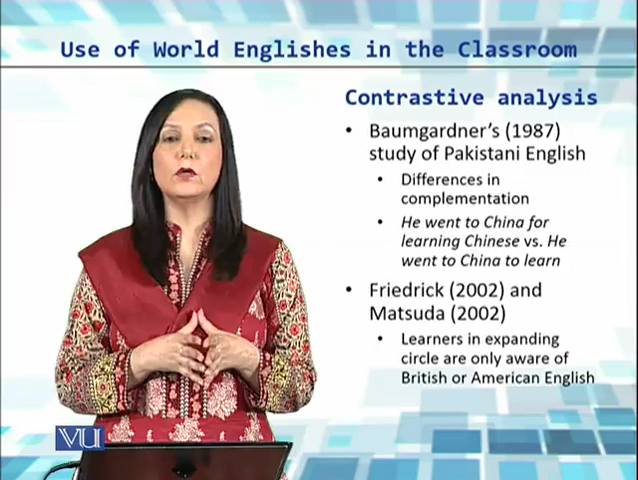 Use of World Englishes in the Classroom
Contrastive analysis
• Baumgardner's (1987)
study of Pakistani English
• Differences in
complementation
• He went to China for
learning Chinese vs. He
went to China to learn
• Friedrick (2002) and
Matsuda (2002)
• Learners in expanding
circle are only aware of
British or American English
VU